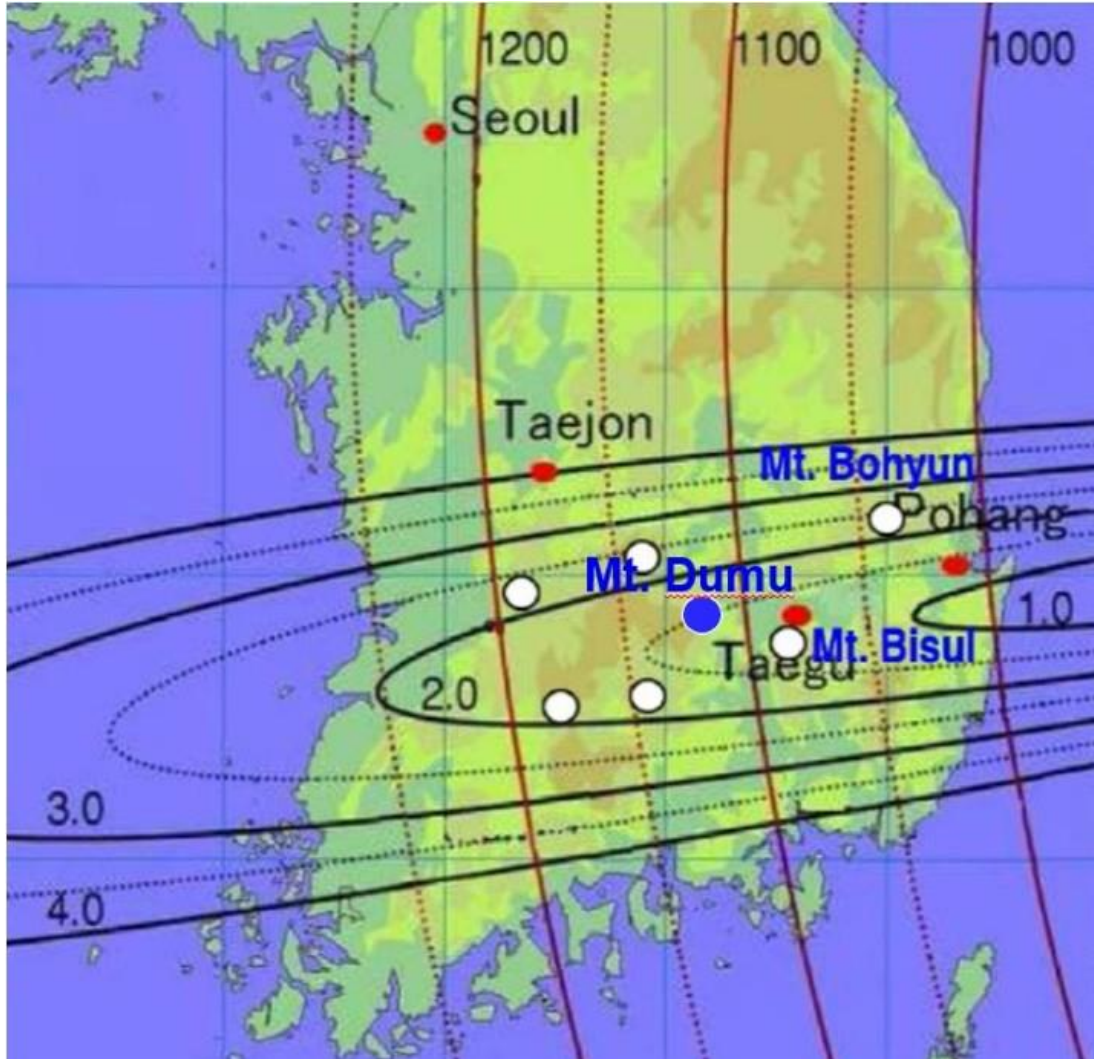 1200
1100
1000
Seoul
Taejon
Mt. Bohyun
Pohang
Mt. Dumu
1.0
Mt. Bisul
Taegu
2.0
3.0
4.0